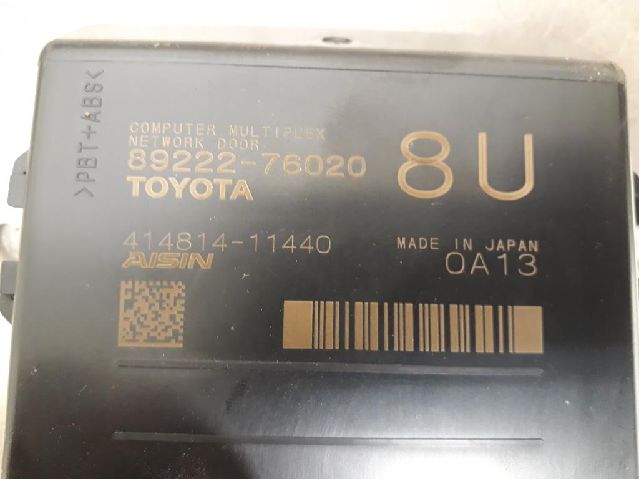 >PBT+ABS<
COMPUTER MULTIPLEX
NETWORK DOOR
89222-76020
TOYOTA
8U
414814-11440
AISIN
MADE IN JAPAN
0A13